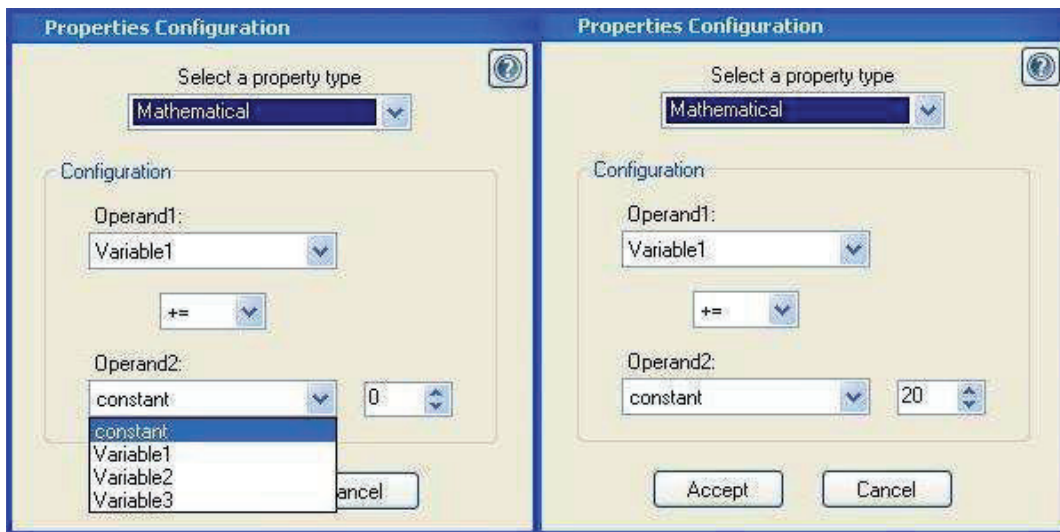 Properties Configuration
Select a property type
Mathematical
Configuration
Operand1:
Variable1
+=
Operand2:
constant 0
constant
Variable1
Variable2
Variable3
ancel
Properties Configuration
Select a property type
Mathematical
Configuration
Operand1:
Variable1
+=
Operand2:
constant 20
Accept Cancel